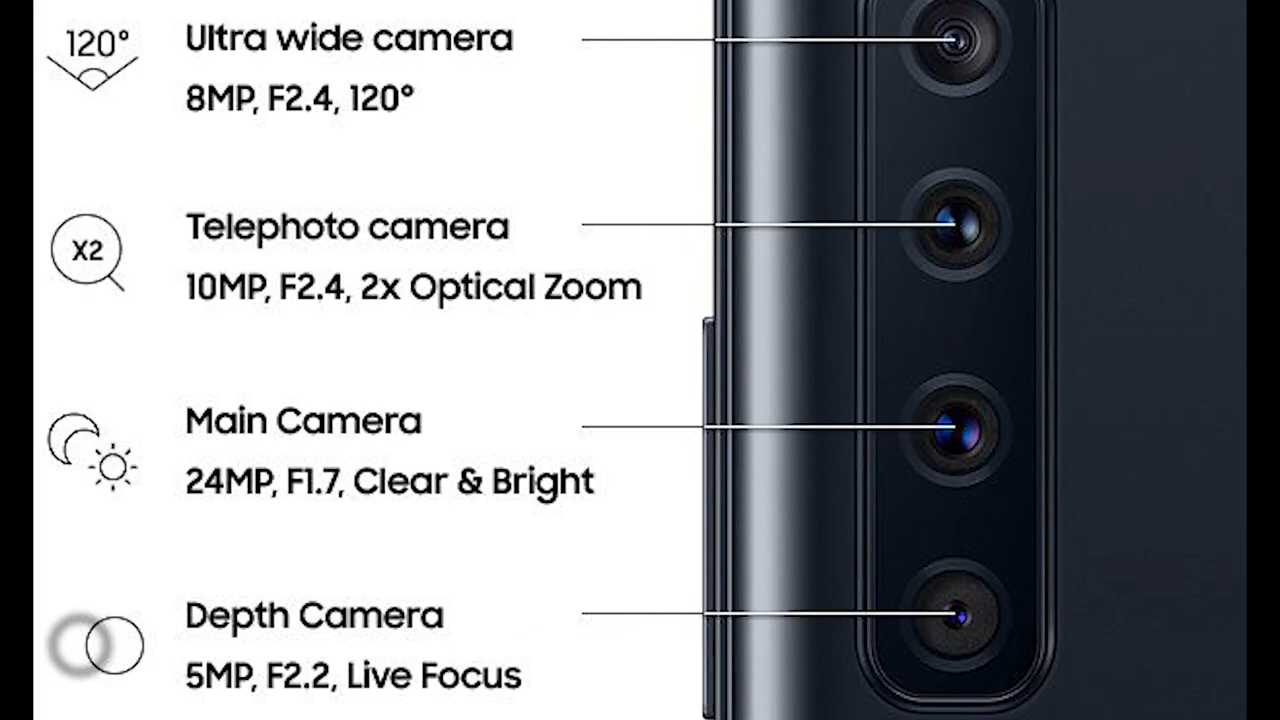 120°
Ultra wide camera
8MP, F2.4, 120°
X2
Telephoto camera
10MP, F2.4, 2x Optical Zoom
Main Camera
24MP, F1.7, Clear & Bright
Depth Camera
5MP, F2.2, Live Focus